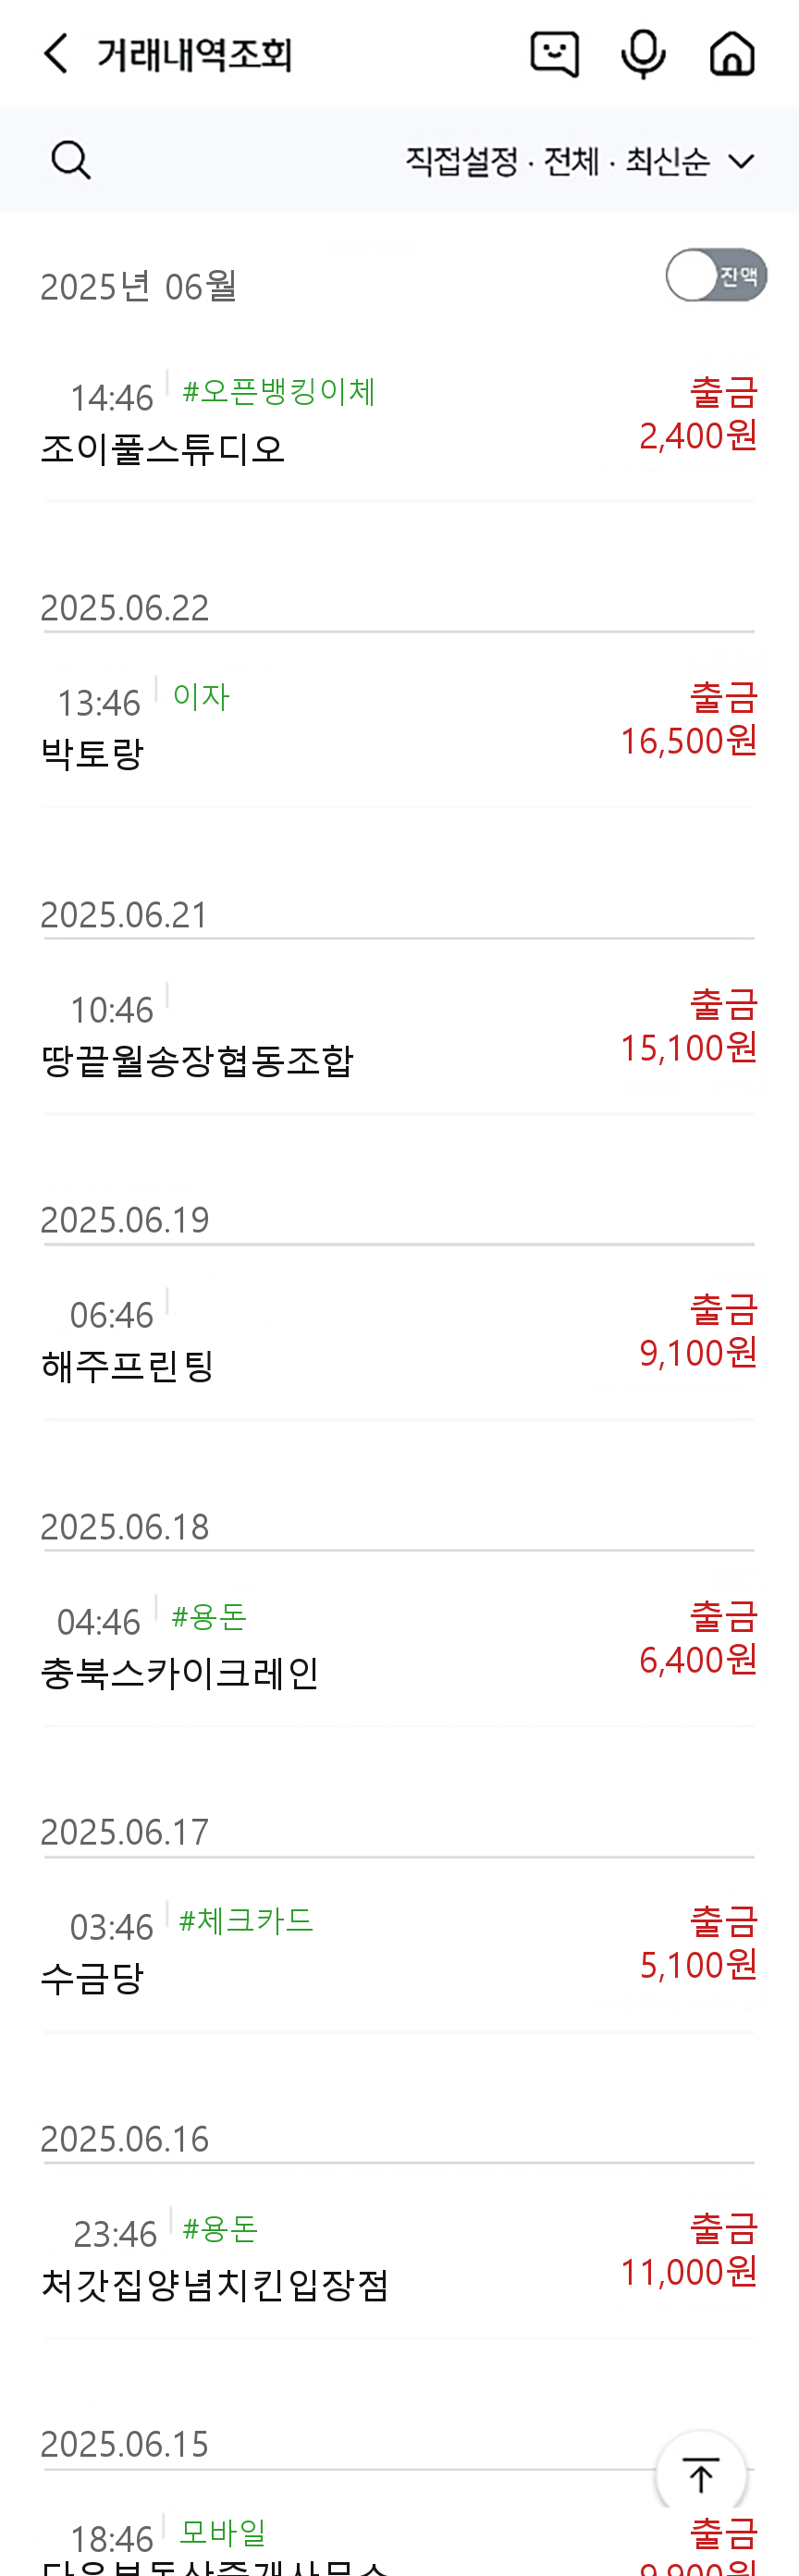 거래내역조회
직접설정 · 전체 · 최신순
2025년 06월
잔액
14:46 #오픈뱅킹이체
출금
조이풀스튜디오
2,400원
2025.06.22
13:46 이자
출금
박토랑
16,500원
2025.06.21
10:46
출금
땅끝월송장협동조합
15,100원
2025.06.19
06:46
출금
해주프린팅
9,100원
2025.06.18
04:46 #용돈
출금
충북스카이크레인
6,400원
2025.06.17
03:46 #체크카드
출금
수금당
5,100원
2025.06.16
23:46 #용돈
출금
처갓집양념치킨입장점
11,000원
2025.06.15
18:46 모바일
출금
9,900원